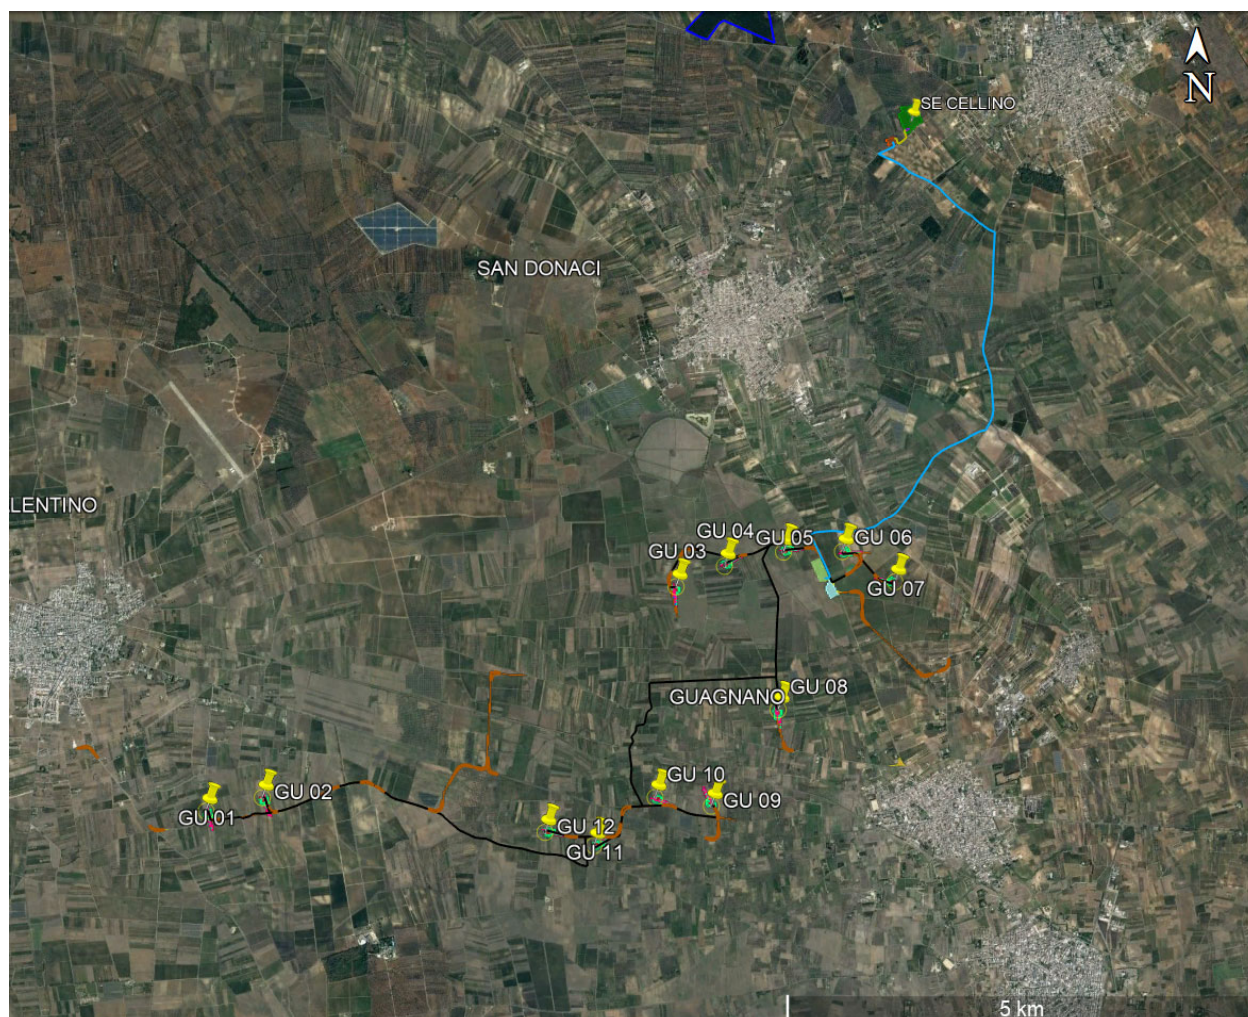 N
SE CELLINO
SAN DONACI
LENTINO
GU 04
GU 05
GU 06
GU 03
GU 07
GU 08
GUAGNANO
GU 10
GU 02
GU 09
GU 01
GU 12
GU 11
5 km